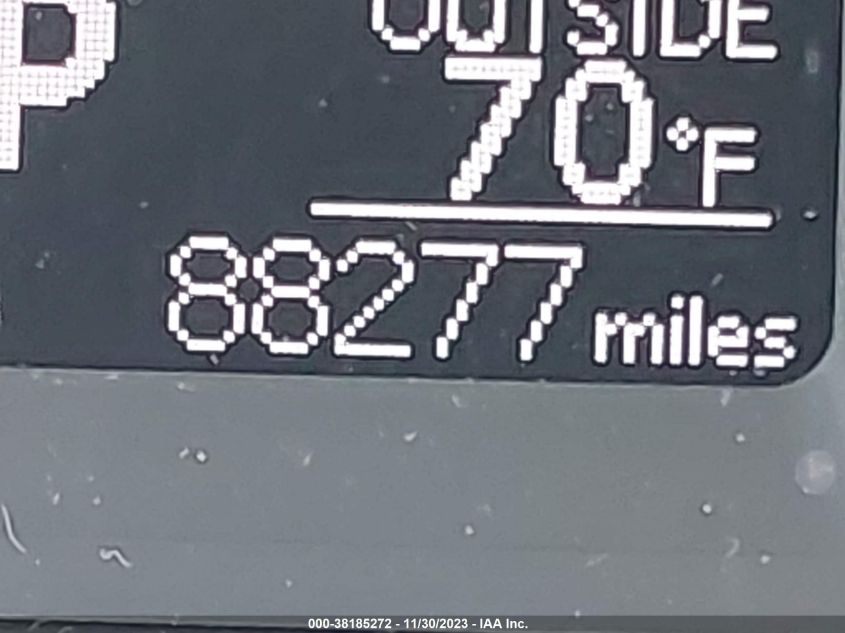 P
OUTSIDE
70°F
88277 miles
000-38185272 - 11/30/2023 - IAA Inc.